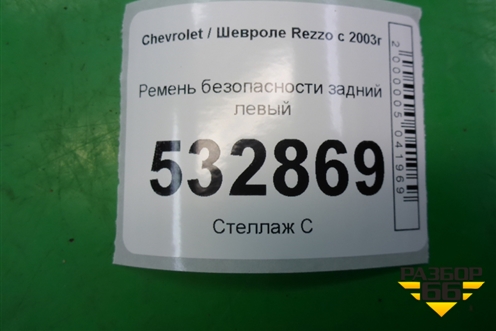 Chevrolet / Шевроле Rezzo с 2003г
Ремень безопасности задний
левый
532869
Стеллаж С
2000005041969
РАЗБОР
66